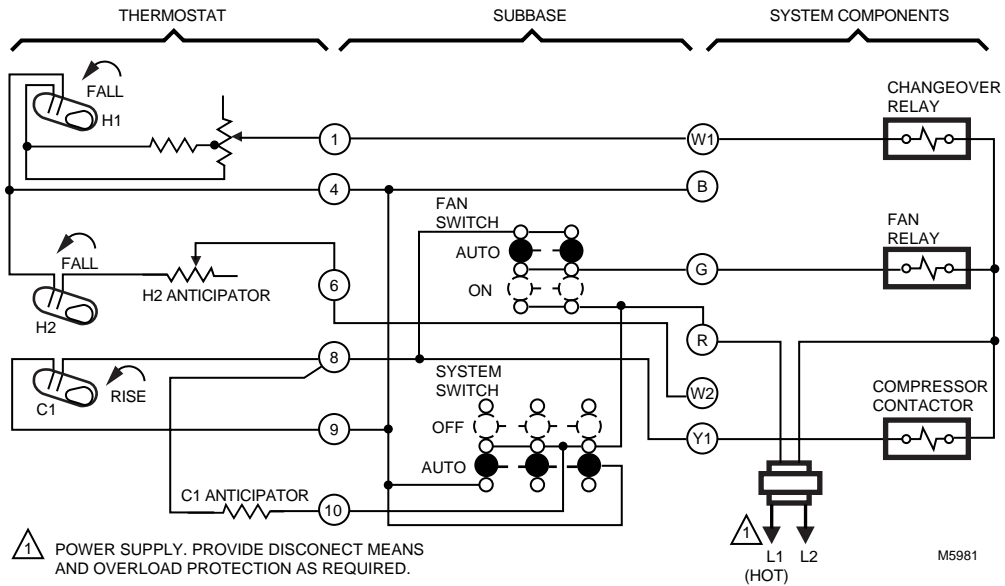 THERMOSTAT
SUBBASE
SYSTEM COMPONENTS
FALL
H1
CHANGEOVER
RELAY
1
W1
4
B
FAN
SWITCH
FAN
RELAY
AUTO
FALL
G
ON
6
H2 ANTICIPATOR
H2
R
8
SYSTEM
SWITCH
RISE
C1
W2
COMPRESSOR
CONTACTOR
OFF
9
Y1
AUTO
C1 ANTICIPATOR
10
1
1
POWER SUPPLY. PROVIDE DISCONECT MEANS
AND OVERLOAD PROTECTION AS REQUIRED.
L1
L2
(HOT)
M5981